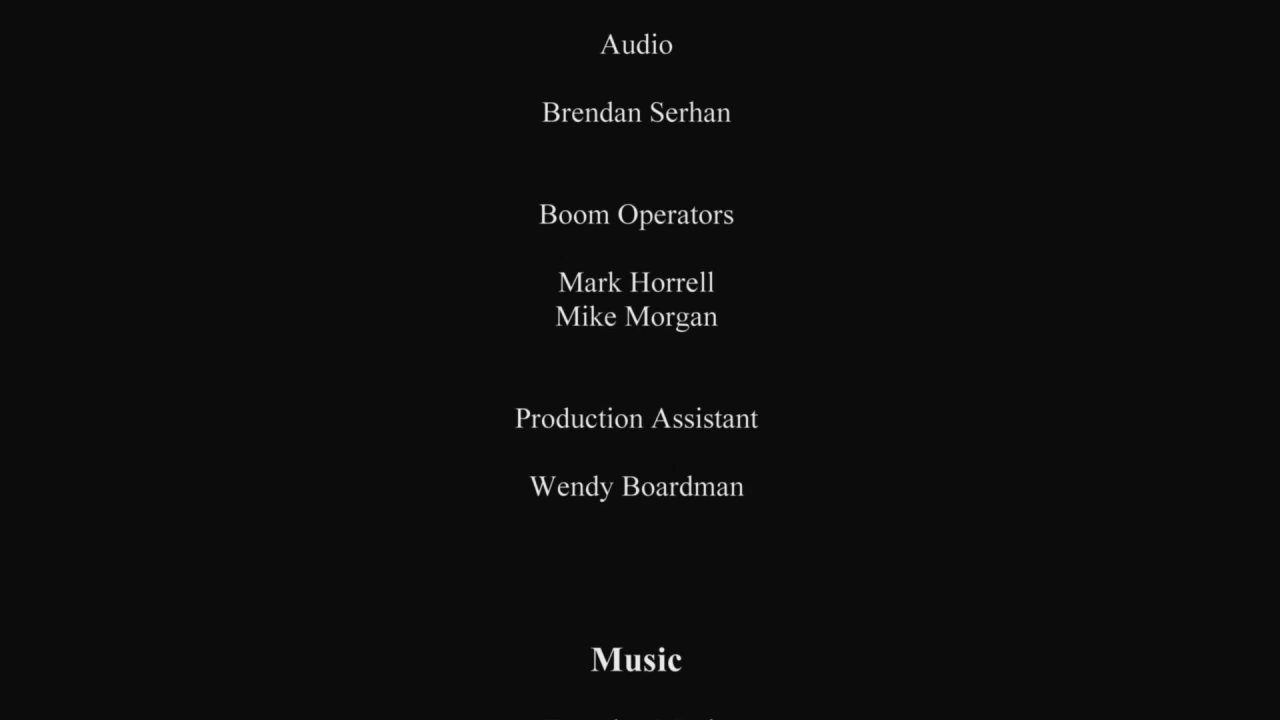 Audio
Brendan Serhan
Boom Operators
Mark Horrell
Mike Morgan
Production Assistant
Wendy Boardman
Music